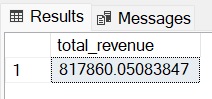 Results Messages
total_revenue
1 817860.05083847